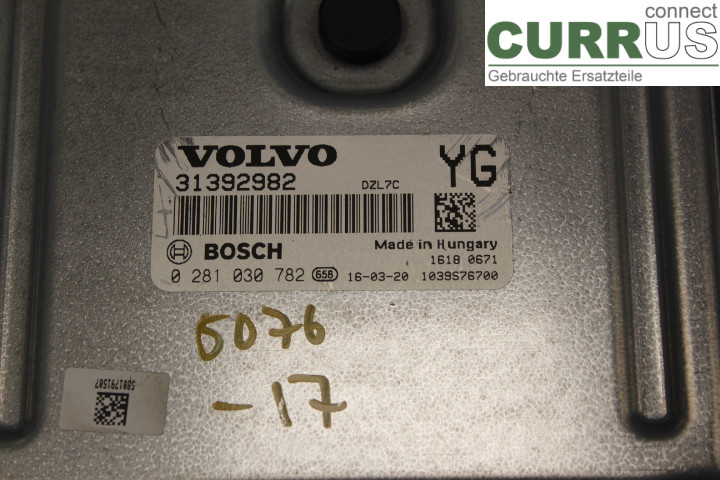 connect
CURRUS
Gebrauchte Ersatzteile
VOLVO
31392982
DZL7C
YG
BOSCH
Made in Hungary
1618 0671
0 281 030 782 658 16-03-20 1039S76700
5076
-17
5B01791507